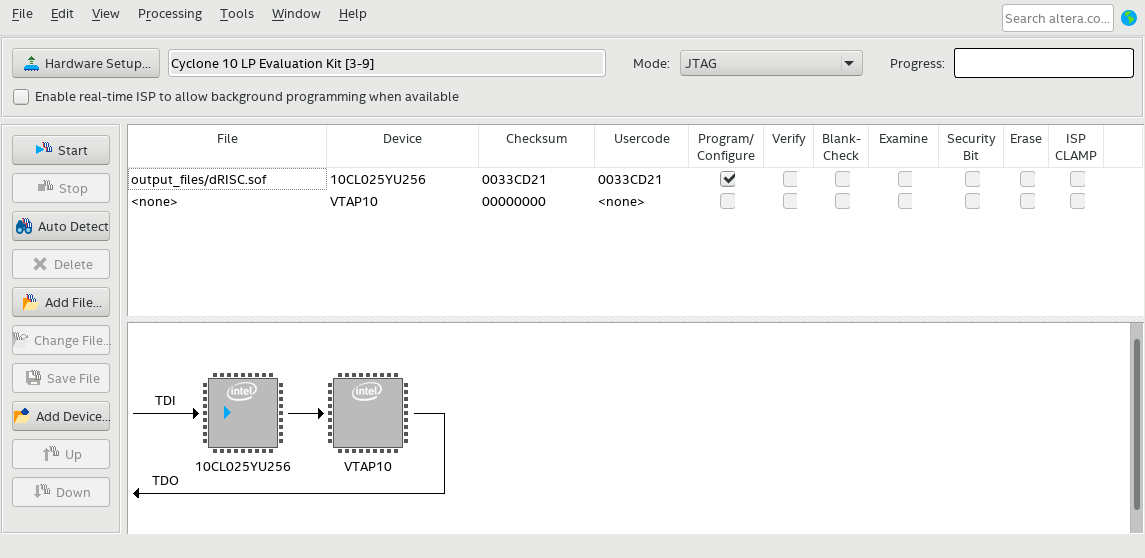 File Edit View Processing Tools Window Help
Search altera.co...
Hardware Setup... Cyclone 10 LP Evaluation Kit [3-9] Mode: JTAG Progress:
Enable real-time ISP to allow background programming when available
Start
Stop
Auto Detect
Delete
Add File...
Change File...
Save File
Add Device...
Up
Down
File Device Checksum Usercode Program/ Verify Blank- Examine Security Erase ISP
Configure Check Bit CLAMP
output_files/dRISC.sof 10CL025YU256 0033CD21 0033CD21
<none> VTAP10 00000000 <none>
intel intel
TDI
10CL025YU256 VTAP10
TDO